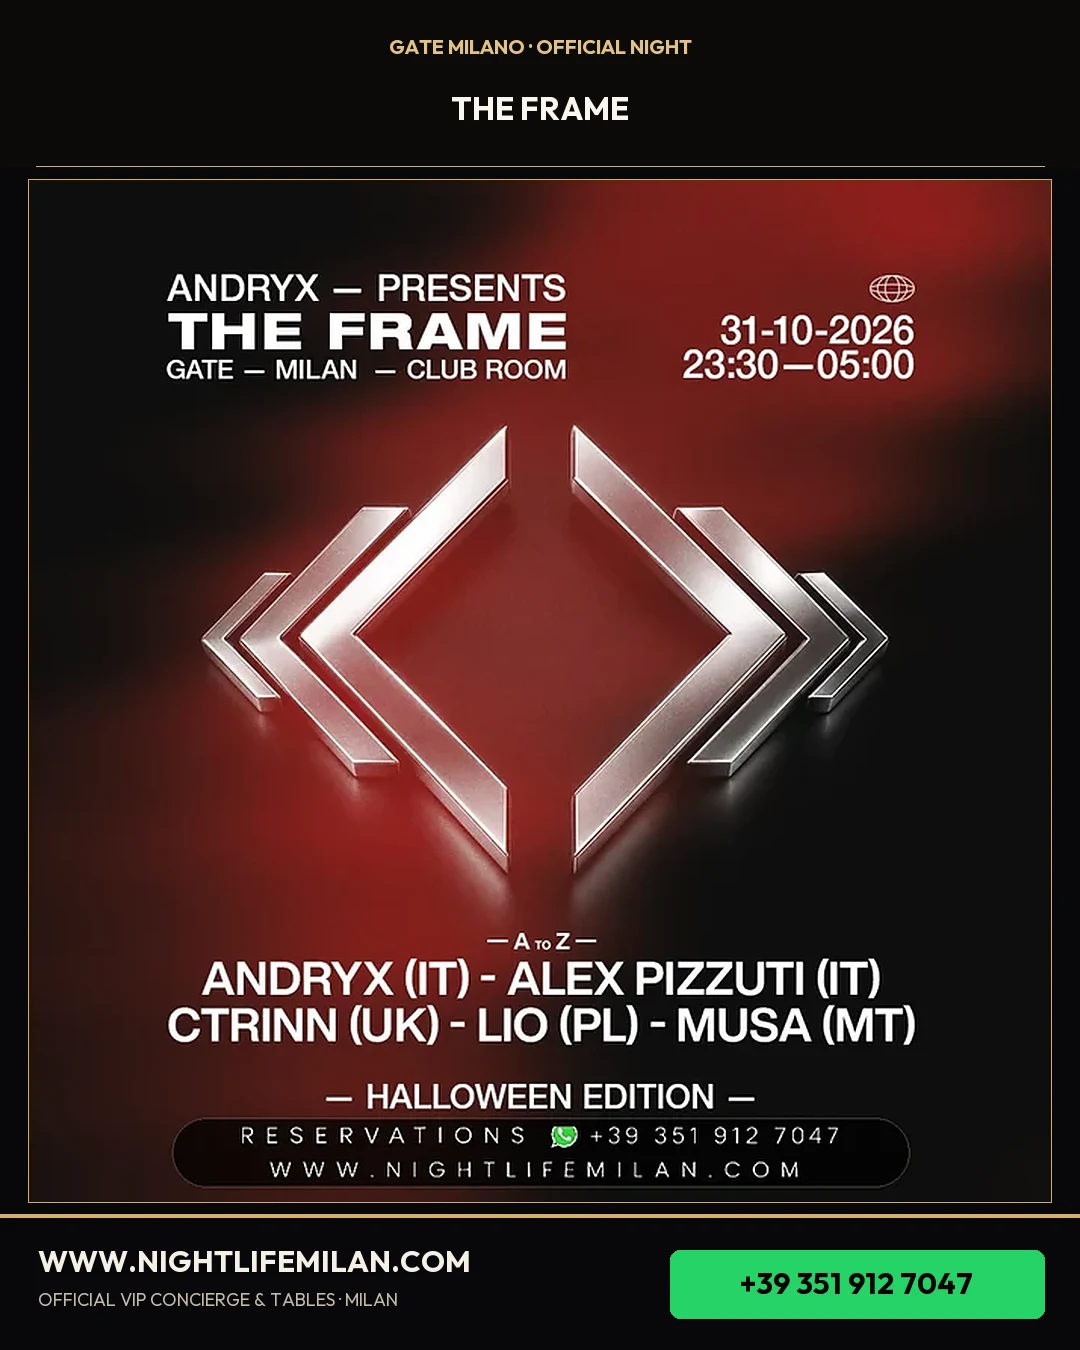 GATE MILANO · OFFICIAL NIGHT
THE FRAME
ANDRYX — PRESENTS
THE FRAME
GATE — MILAN — CLUB ROOM
31-10-2026
23:30—05:00
— A TO Z —
ANDRYX (IT) - ALEX PIZZUTI (IT)
CTRINN (UK) - LIO (PL) - MUSA (MT)
— HALLOWEEN EDITION —
RESERVATIONS +39 351 912 7047
WWW.NIGHTLIFEMILAN.COM
WWW.NIGHTLIFEMILAN.COM
OFFICIAL VIP CONCIERGE & TABLES · MILAN
+39 351 912 7047